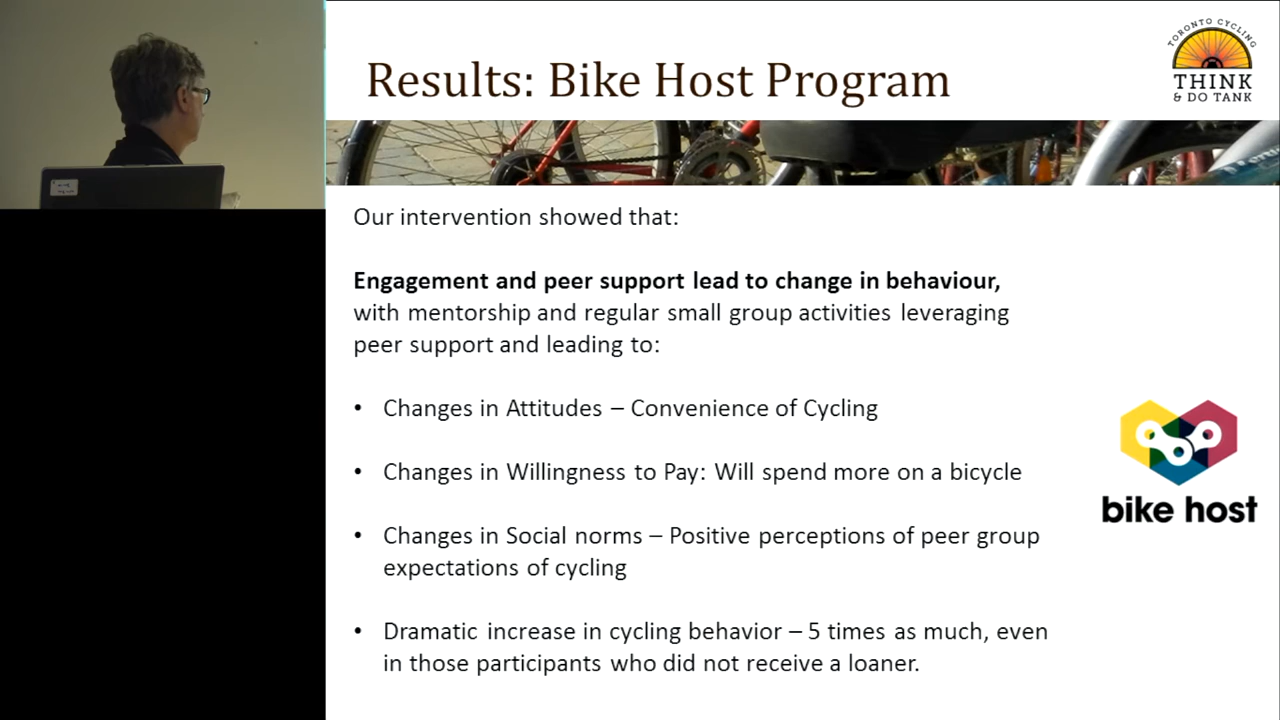 Results: Bike Host Program
TORONTO CYCLING
THINK
& DO TANK
Our intervention showed that:
Engagement and peer support lead to change in behaviour,
with mentorship and regular small group activities leveraging
peer support and leading to:
• Changes in Attitudes – Convenience of Cycling
• Changes in Willingness to Pay: Will spend more on a bicycle
• Changes in Social norms – Positive perceptions of peer group
expectations of cycling
• Dramatic increase in cycling behavior – 5 times as much, even
in those participants who did not receive a loaner.
bike host